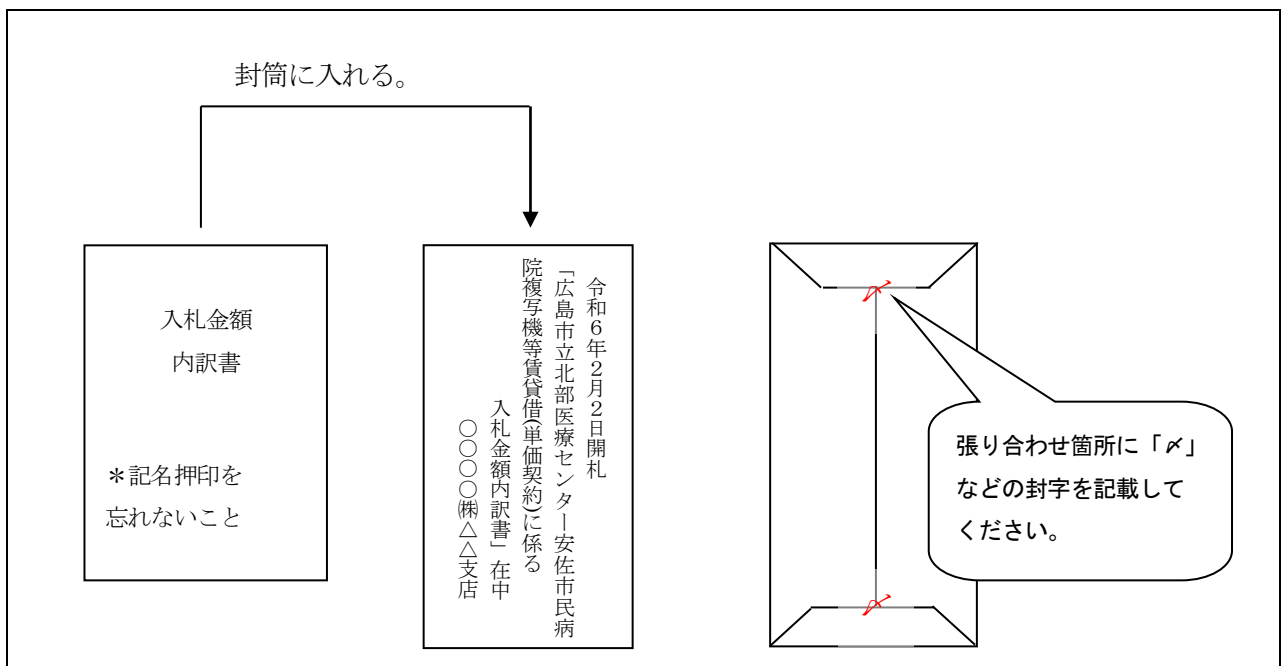 封筒に入れる。
入札金額
内訳書
＊記名押印を
忘れないこと
令和６年２月２日開札
「広島市立北部医療センター安佐市民病
院複写機等賃貸借(単価契約)に係る
入札金額内訳書」在中
〇〇〇〇㈱△△支店
〆
張り合わせ箇所に「〆」
などの封字を記載して
ください。
〆